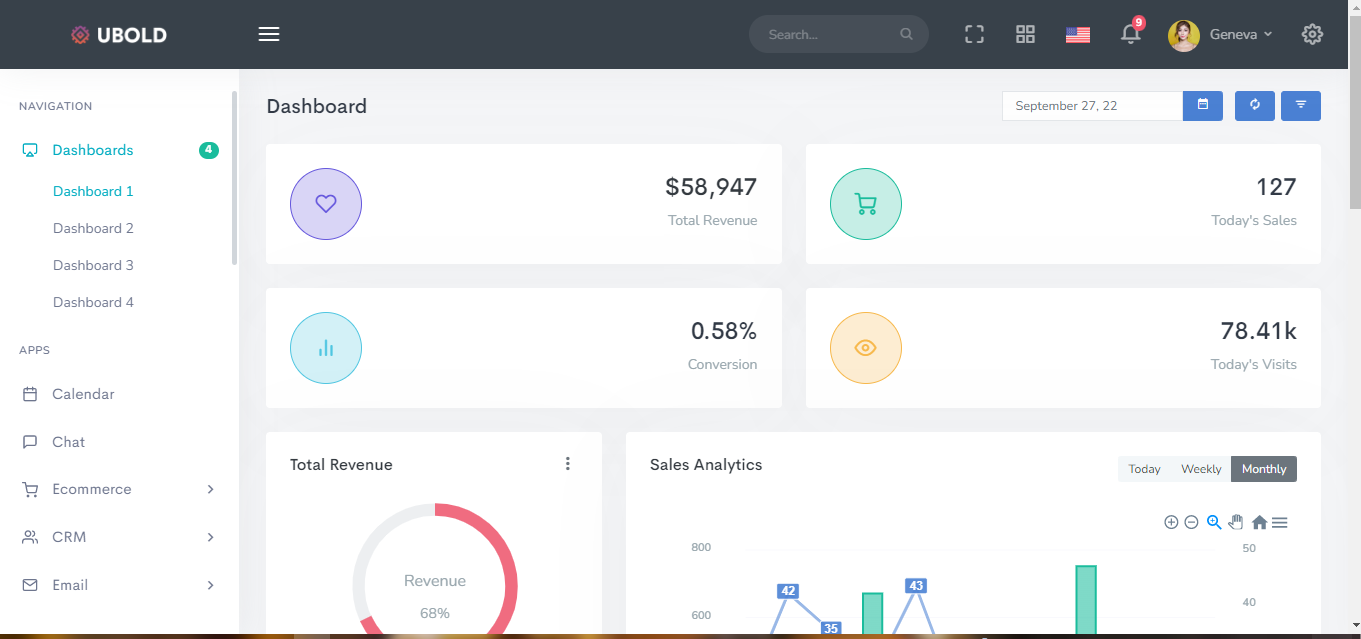 UBOLD
Search...
9
Geneva
NAVIGATION
Dashboards
4
Dashboard 1
Dashboard 2
Dashboard 3
Dashboard 4
APPS
Calendar
Chat
Ecommerce
CRM
Email
Dashboard
September 27, 22
$58,947
Total Revenue
127
Today's Sales
0.58%
Conversion
78.41k
Today's Visits
Total Revenue
Revenue
68%
Sales Analytics
Today Weekly Monthly
800
600
42
35
43
50
40